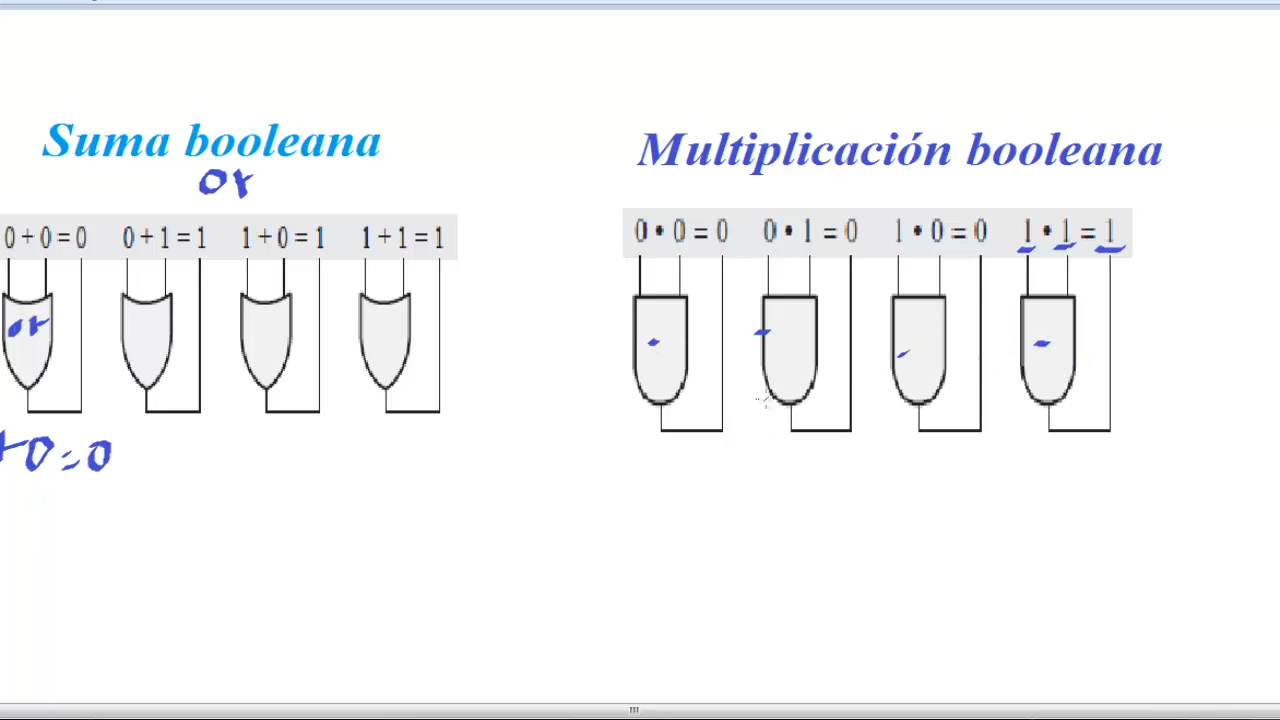 Suma booleana
or
0 + 0 = 0 0 + 1 = 1 1 + 0 = 1 1 + 1 = 1
or
+0=0
Multiplicación booleana
0 • 0 = 0 0 • 1 = 0 1 • 0 = 0 1 • 1 = 1